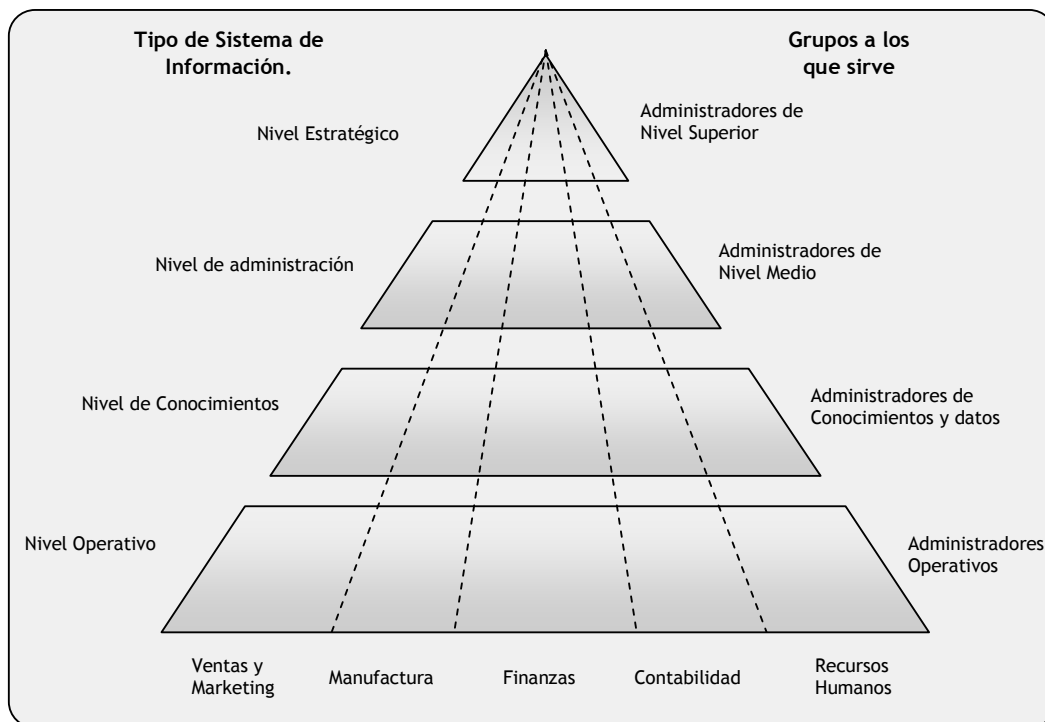 Tipo de Sistema de
Información.
Grupos a los
que sirve
Nivel Estratégico
Administradores de
Nivel Superior
Nivel de administración
Administradores de
Nivel Medio
Nivel de Conocimientos
Administradores de
Conocimientos y datos
Nivel Operativo
Administradores
Operativos
Ventas y
Marketing
Manufactura
Finanzas
Contabilidad
Recursos
Humanos